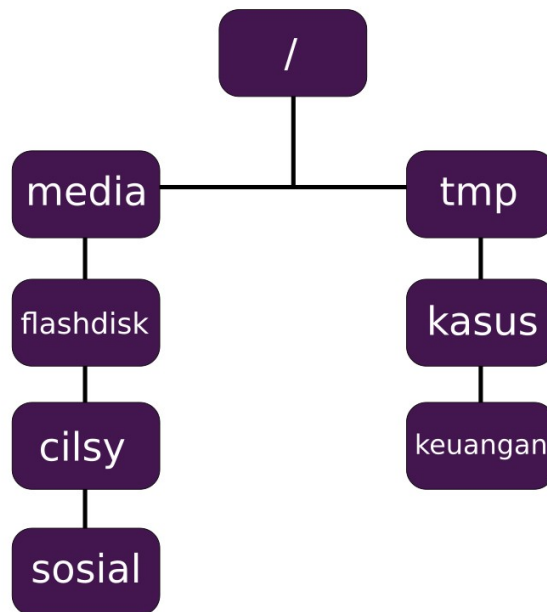 /
media
tmp
flashdisk
kasus
cilsy
keuangan
sosial